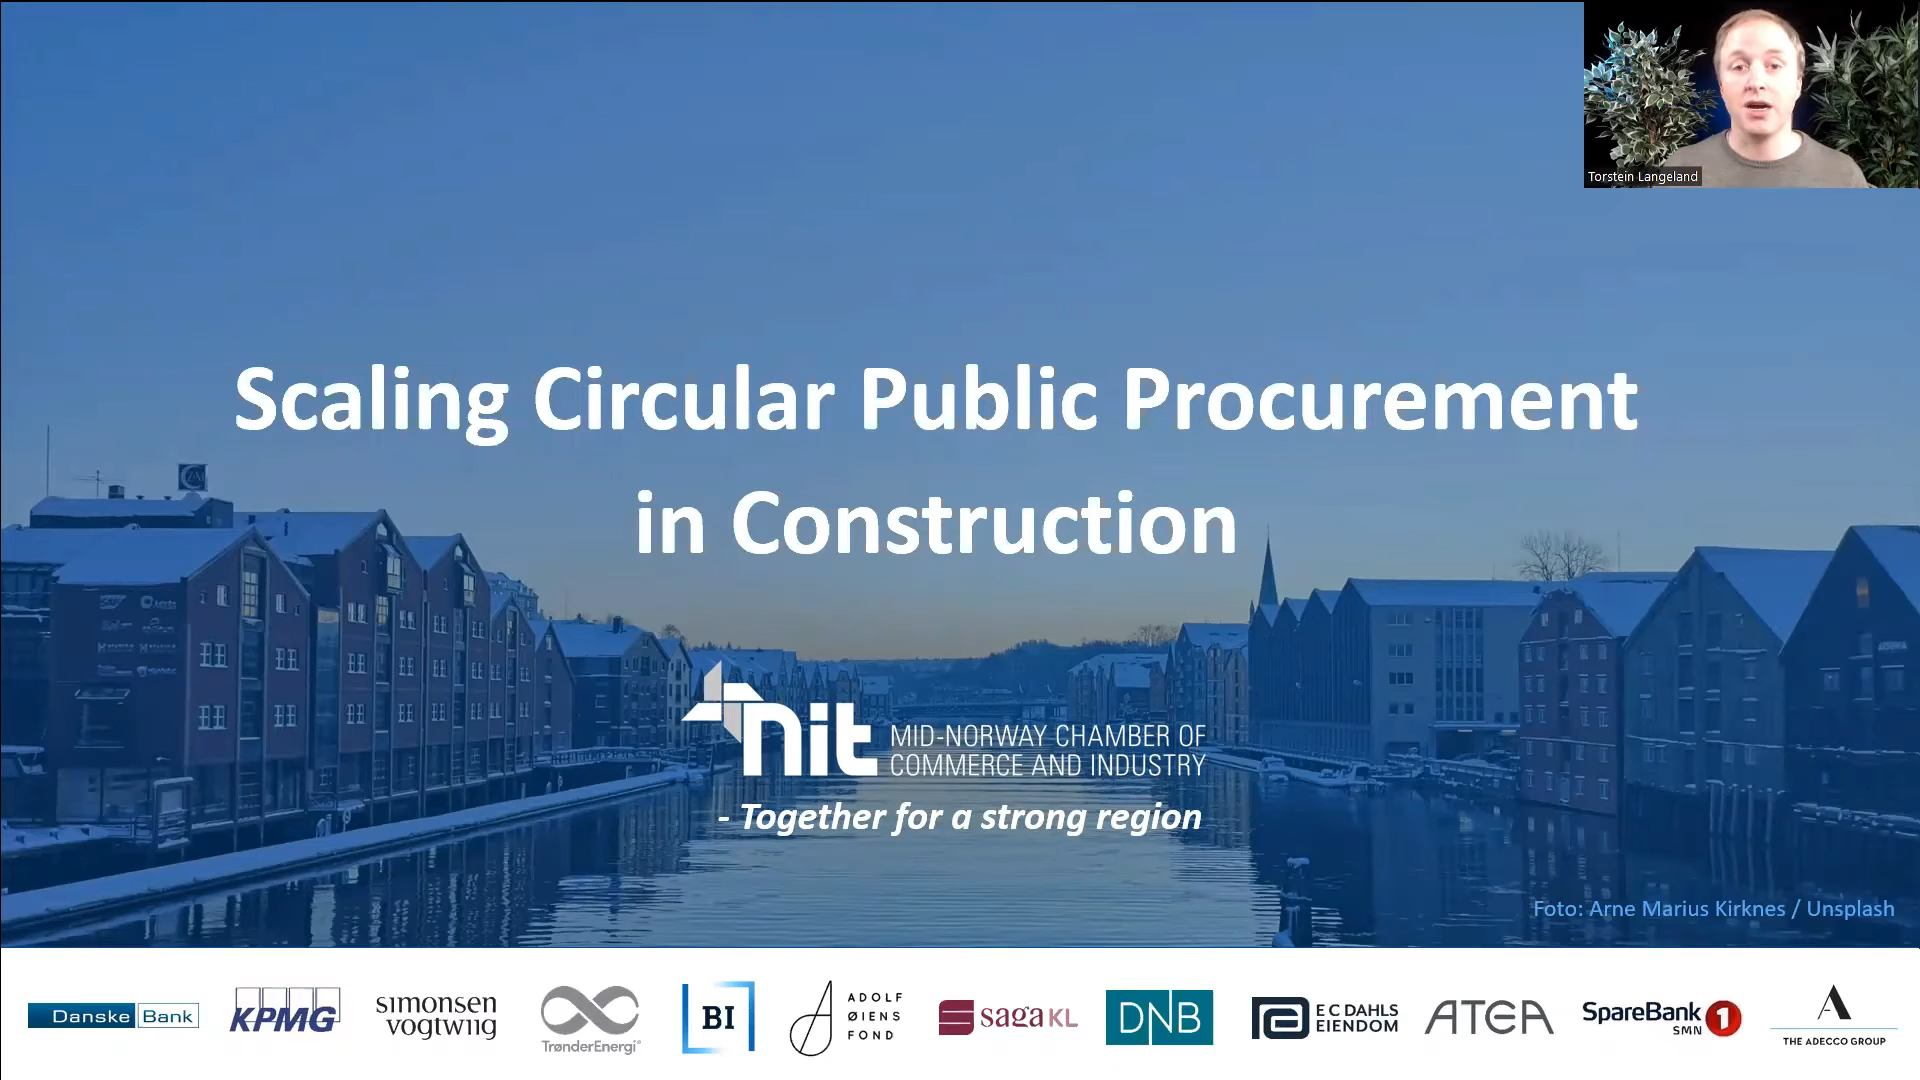 Torstein Langeland
Scaling Circular Public Procurement
in Construction
nit
MID-NORWAY CHAMBER OF
COMMERCE AND INDUSTRY
- Together for a strong region
Foto: Arne Marius Kirknes / Unsplash
Danske Bank
KPMG
simonsen
vogtwiig
TrønderEnergi
BI
ADOLF
ØIENS
FOND
saga KL
DNB
E C DAHLS
EIENDOM
ATEA
SpareBank 1
SMN
THE ADECCO GROUP